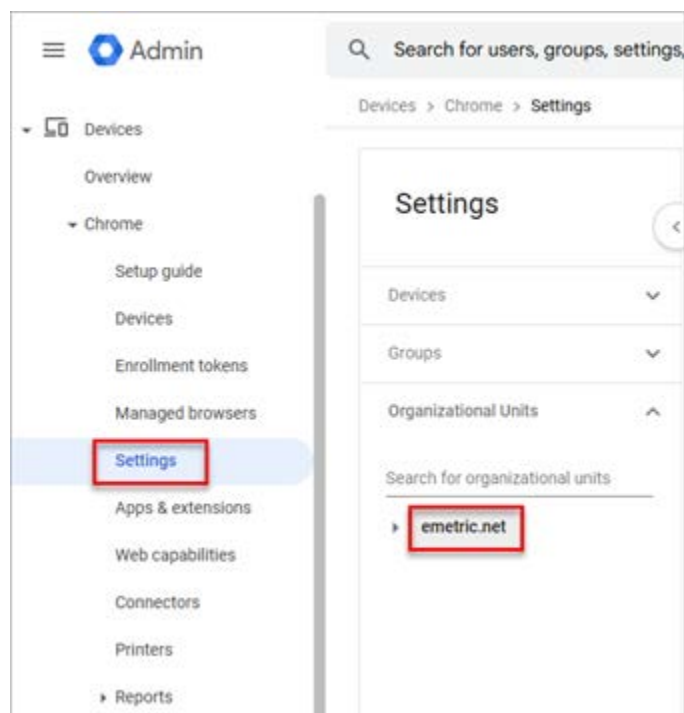 Admin
Search for users, groups, settings,
Devices > Chrome > Settings
Devices
Overview
Chrome
Setup guide
Devices
Enrollment tokens
Managed browsers
Settings
Apps & extensions
Web capabilities
Connectors
Printers
Reports
Settings
Devices
Groups
Organizational Units
Search for organizational units
emetric.net